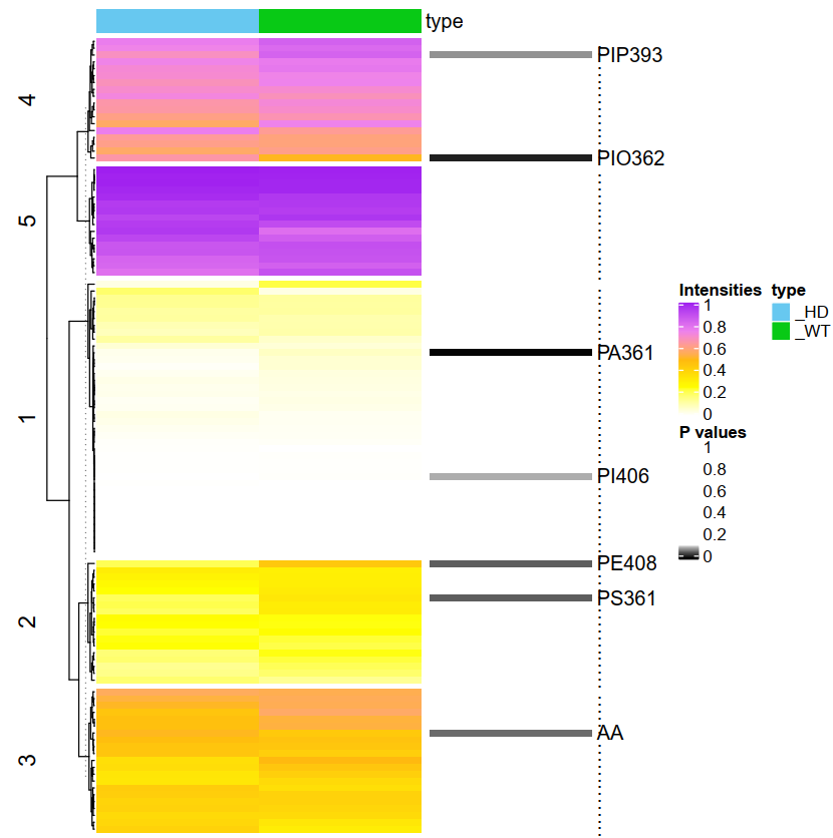 type
4
5
1
2
3
PIP393
PIO362
PA361
PI406
PE408
PS361
AA
Intensities
1
0.8
0.6
0.4
0.2
0
P values
1
0.8
0.6
0.4
0.2
0
type
_HD
_WT